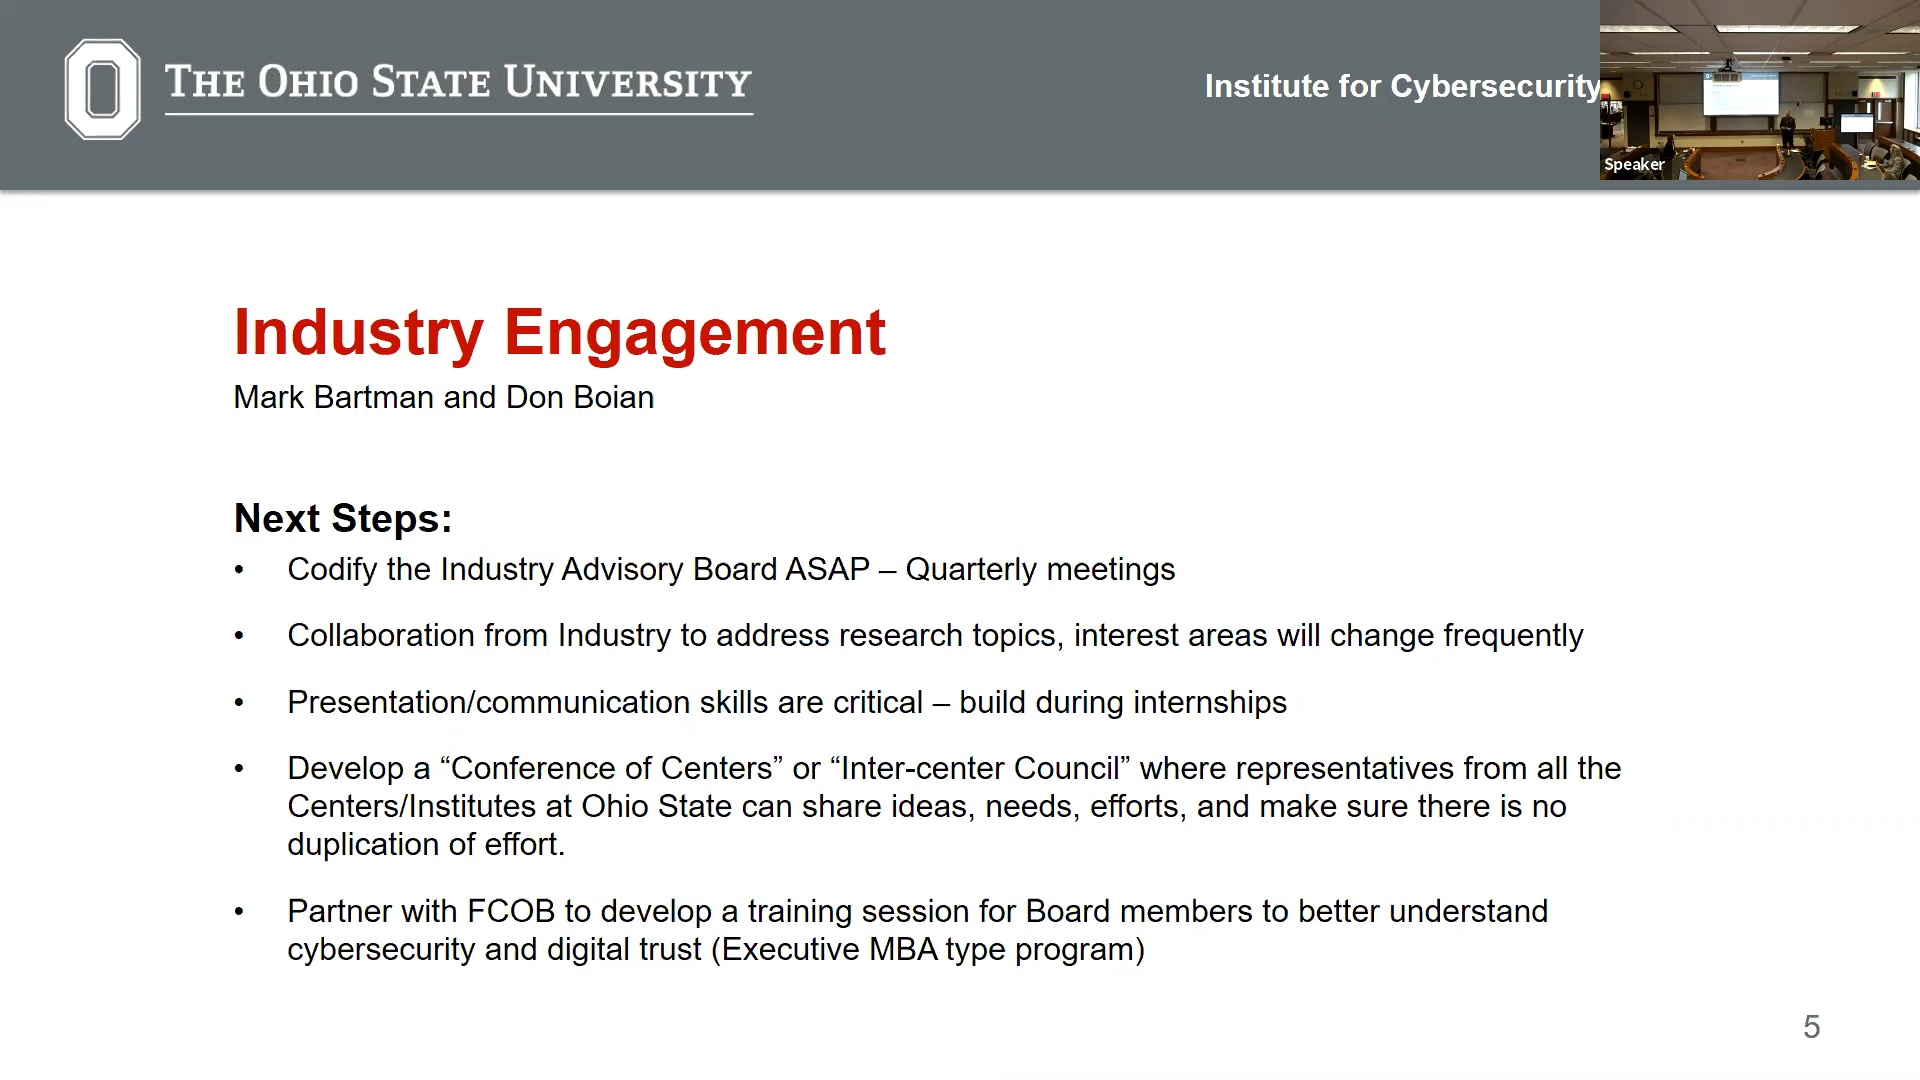 THE OHIO STATE UNIVERSITY
Institute for Cybersecurity
Speaker
Industry Engagement
Mark Bartman and Don Boian
Next Steps:
• Codify the Industry Advisory Board ASAP – Quarterly meetings
• Collaboration from Industry to address research topics, interest areas will change frequently
• Presentation/communication skills are critical – build during internships
• Develop a “Conference of Centers” or “Inter-center Council” where representatives from all the
Centers/Institutes at Ohio State can share ideas, needs, efforts, and make sure there is no
duplication of effort.
• Partner with FCOB to develop a training session for Board members to better understand
cybersecurity and digital trust (Executive MBA type program)
5